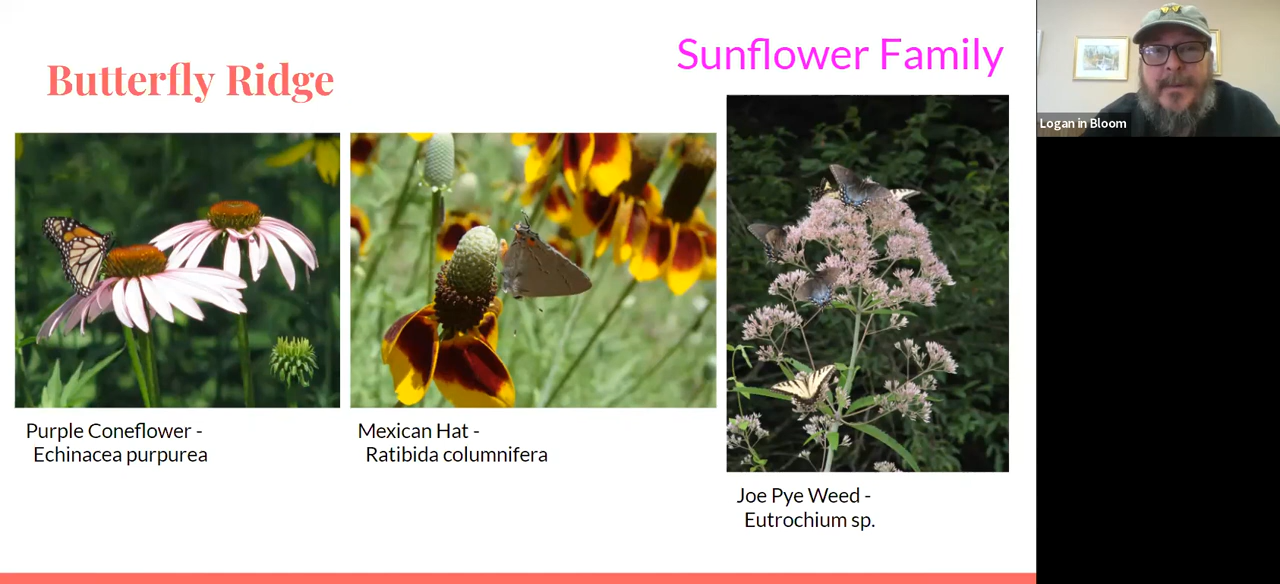 Butterfly Ridge
Sunflower Family
Logan in Bloom
Purple Coneflower -
Echinacea purpurea
Mexican Hat -
Ratibida columnifera
Joe Pye Weed -
Eutrochium sp.